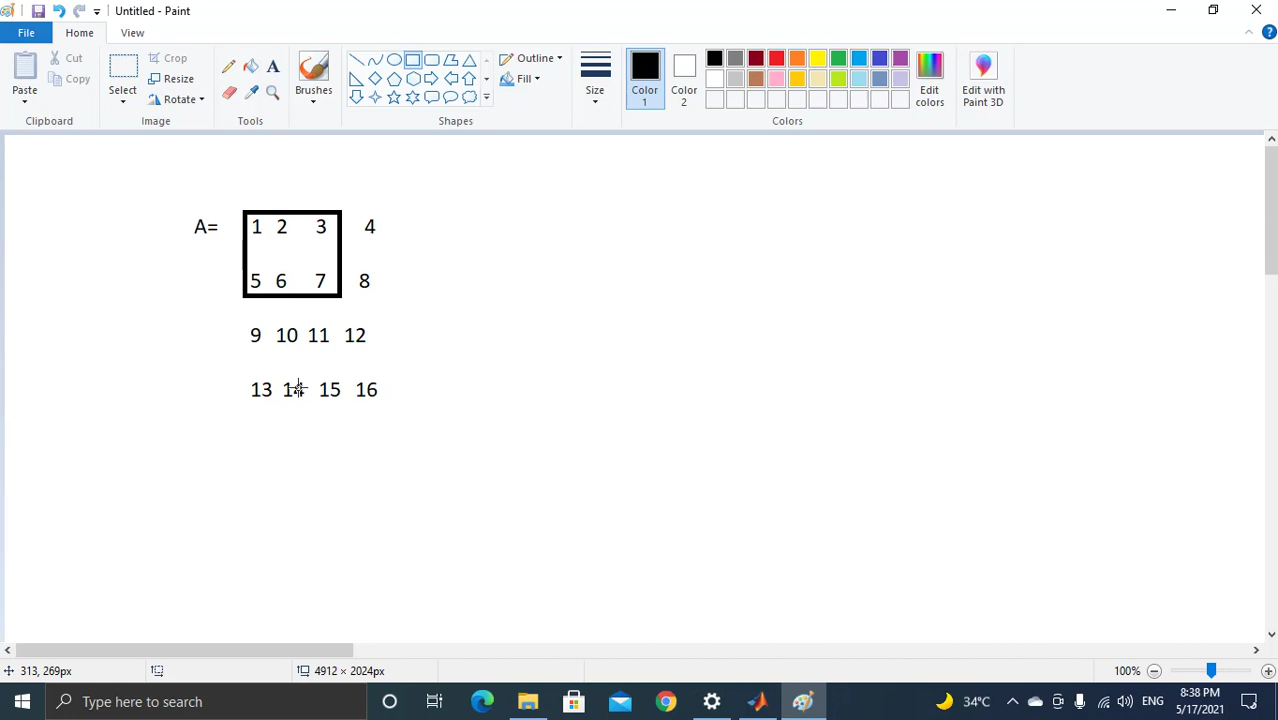 Untitled - Paint
File Home View
Paste Cut Copy Clipboard
Select Crop Resize Rotate Image
A Tools
Brushes
Outline Fill Shapes
Size
Color 1 Color 2 Edit colors Colors
Edit with Paint 3D
A= 1 2 3 4
5 6 7 8
9 10 11 12
13 14 15 16
313, 269px 4912 × 2024px 100%
Type here to search 34°C ENG 8:38 PM 5/17/2021